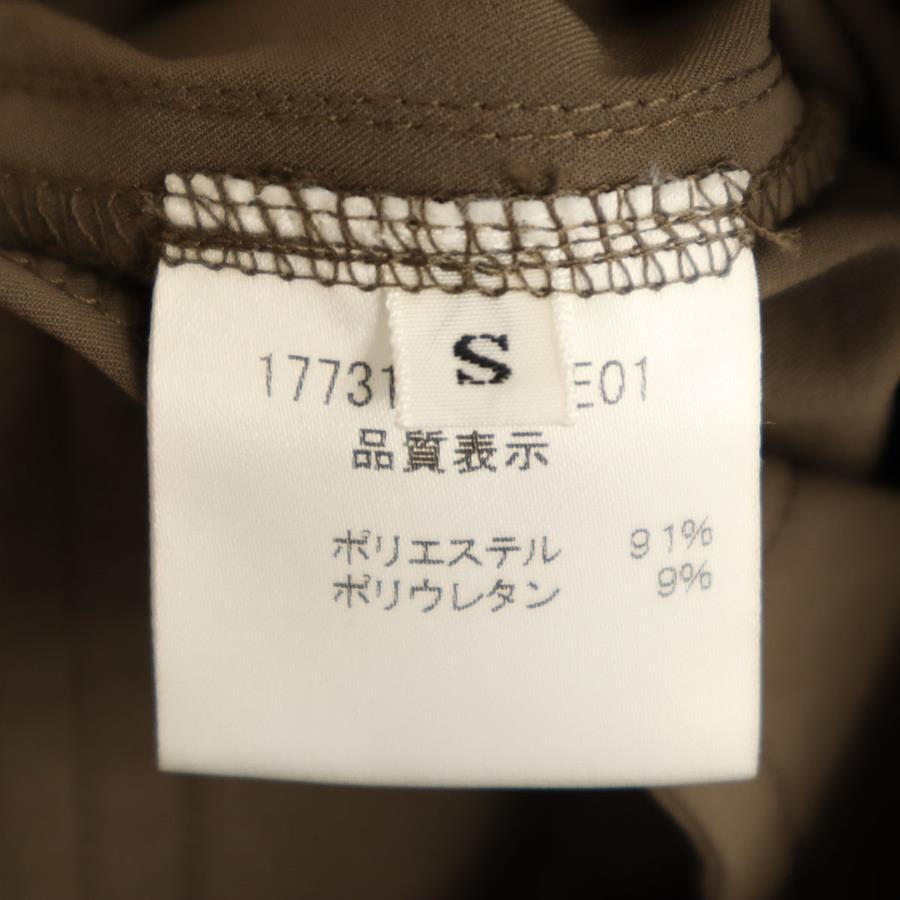 S
17731 E01
品質表示
ポリエステル 91%
ポリウレタン 9%